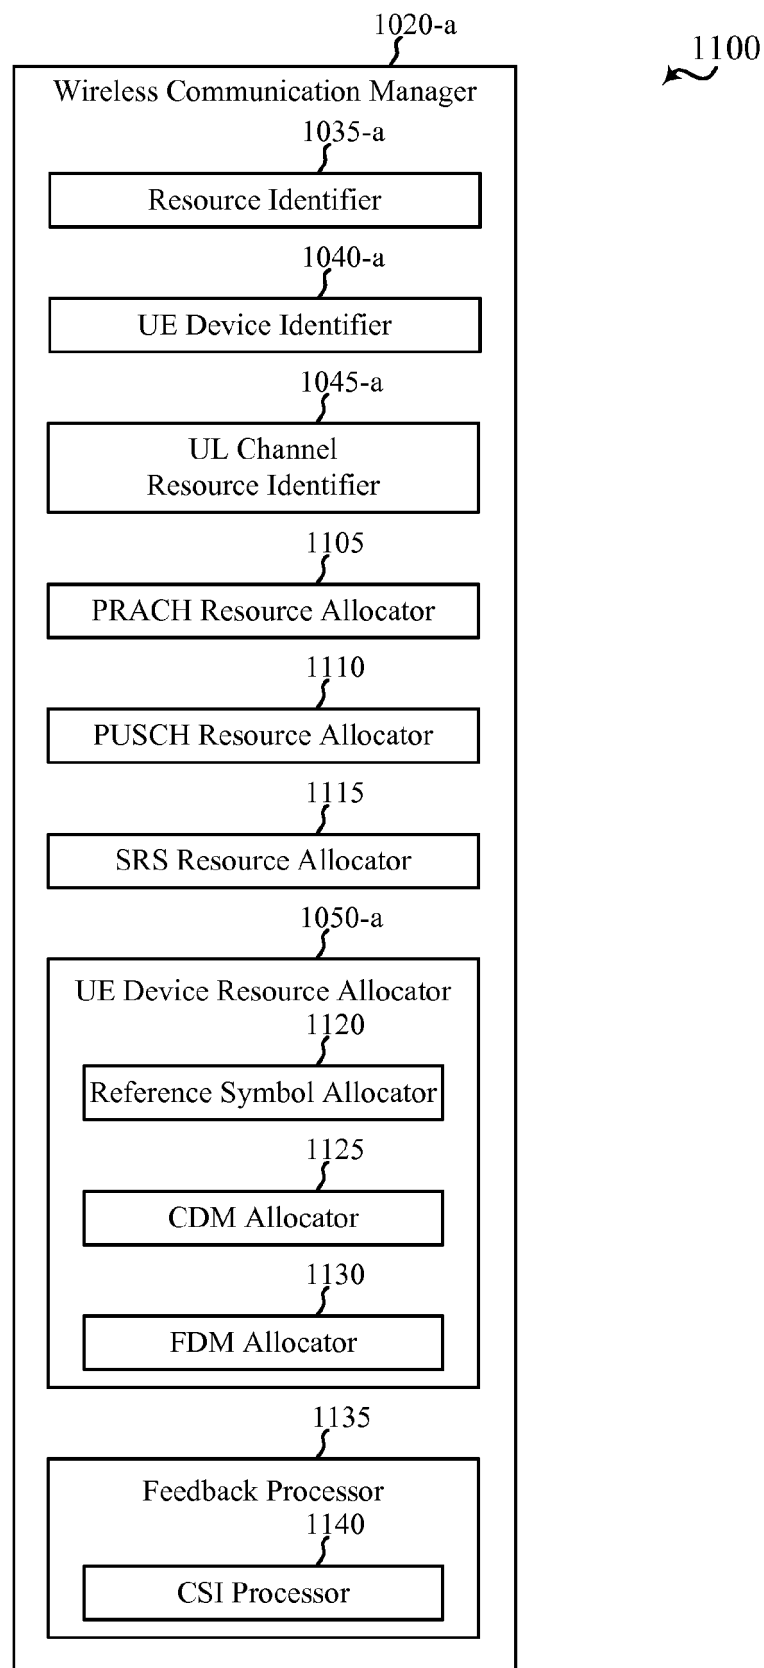 1020-a
1100
Wireless Communication Manager
1035-a
Resource Identifier
1040-a
UE Device Identifier
1045-a
UL Channel
Resource Identifier
1105
PRACH Resource Allocator
1110
PUSCH Resource Allocator
1115
SRS Resource Allocator
1050-a
UE Device Resource Allocator
1120
Reference Symbol Allocator
1125
CDM Allocator
1130
FDM Allocator
1135
Feedback Processor
1140
CSI Processor